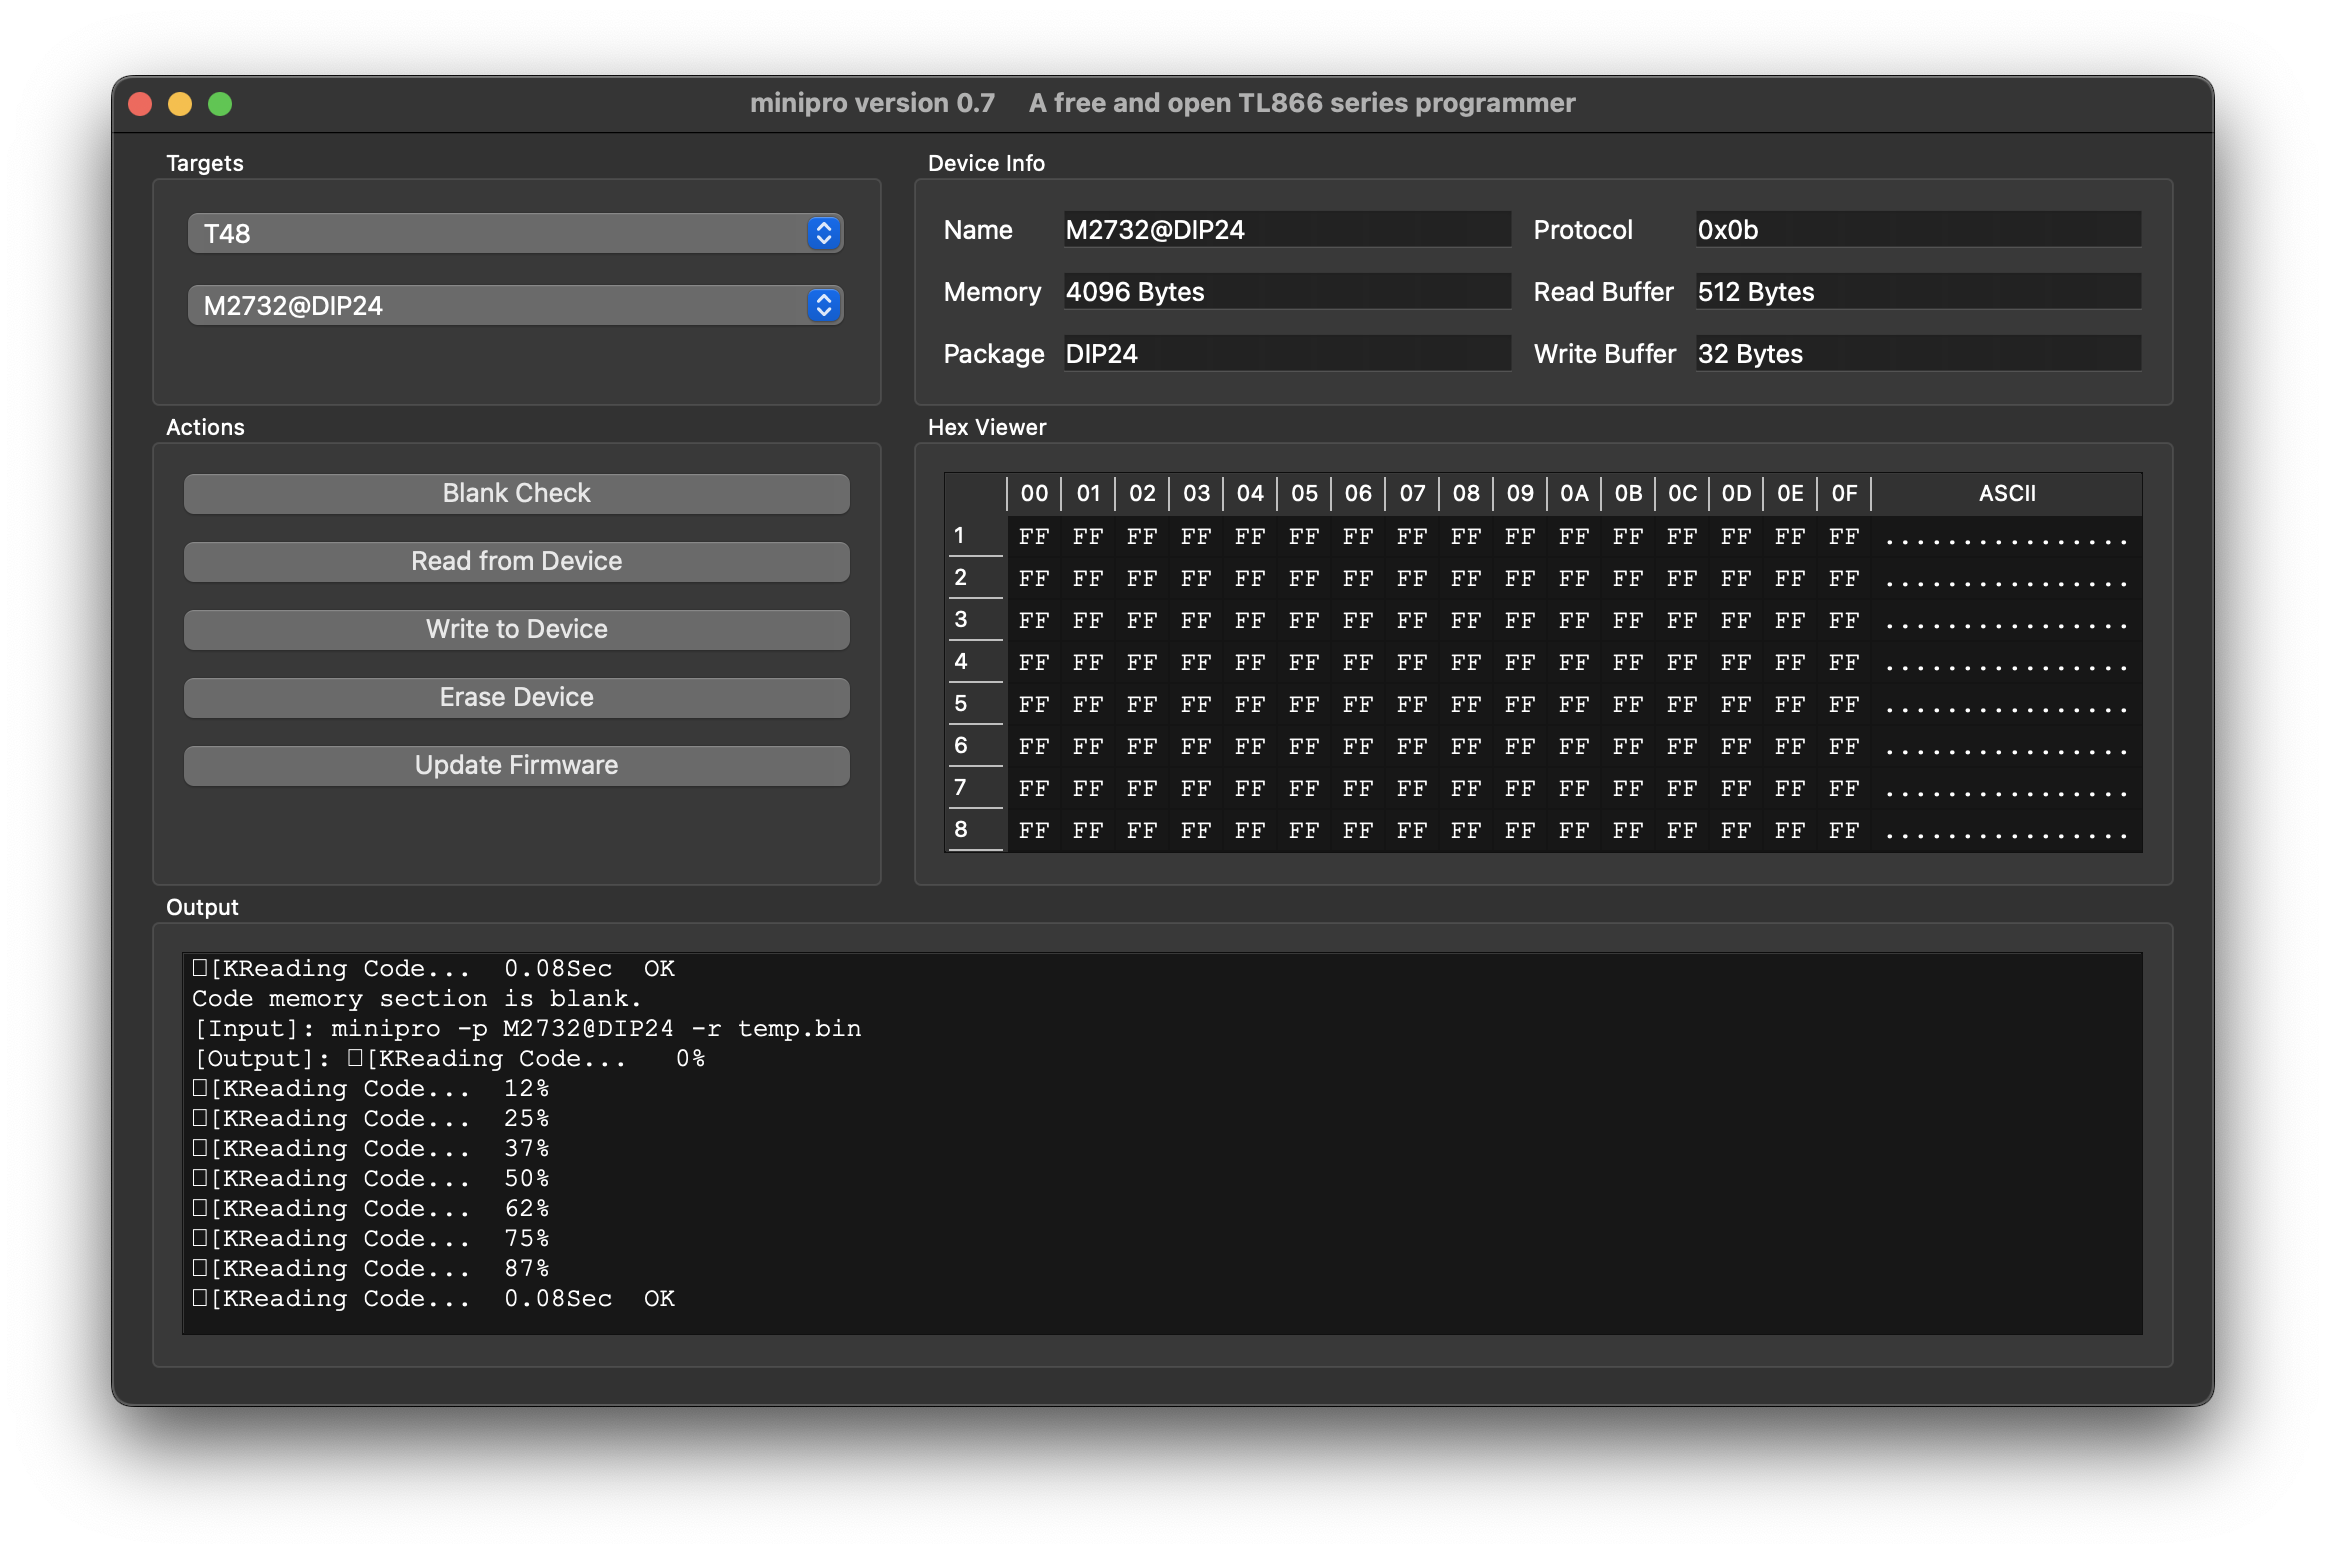 minipro version 0.7 A free and open TL866 series programmer
Targets
T48
M2732@DIP24
Device Info
Name M2732@DIP24 Protocol 0x0b
Memory 4096 Bytes Read Buffer 512 Bytes
Package DIP24 Write Buffer 32 Bytes
Actions
Blank Check
Read from Device
Write to Device
Erase Device
Update Firmware
Hex Viewer
00 01 02 03 04 05 06 07 08 09 0A 0B 0C 0D 0E 0F ASCII
1 FF FF FF FF FF FF FF FF FF FF FF FF FF FF FF FF ................
2 FF FF FF FF FF FF FF FF FF FF FF FF FF FF FF FF ................
3 FF FF FF FF FF FF FF FF FF FF FF FF FF FF FF FF ................
4 FF FF FF FF FF FF FF FF FF FF FF FF FF FF FF FF ................
5 FF FF FF FF FF FF FF FF FF FF FF FF FF FF FF FF ................
6 FF FF FF FF FF FF FF FF FF FF FF FF FF FF FF FF ................
7 FF FF FF FF FF FF FF FF FF FF FF FF FF FF FF FF ................
8 FF FF FF FF FF FF FF FF FF FF FF FF FF FF FF FF ................
Output
□[KReading Code...  0.08Sec  OK
Code memory section is blank.
[Input]: minipro -p M2732@DIP24 -r temp.bin
[Output]: □[KReading Code...   0%
□[KReading Code...  12%
□[KReading Code...  25%
□[KReading Code...  37%
□[KReading Code...  50%
□[KReading Code...  62%
□[KReading Code...  75%
□[KReading Code...  87%
□[KReading Code...  0.08Sec  OK